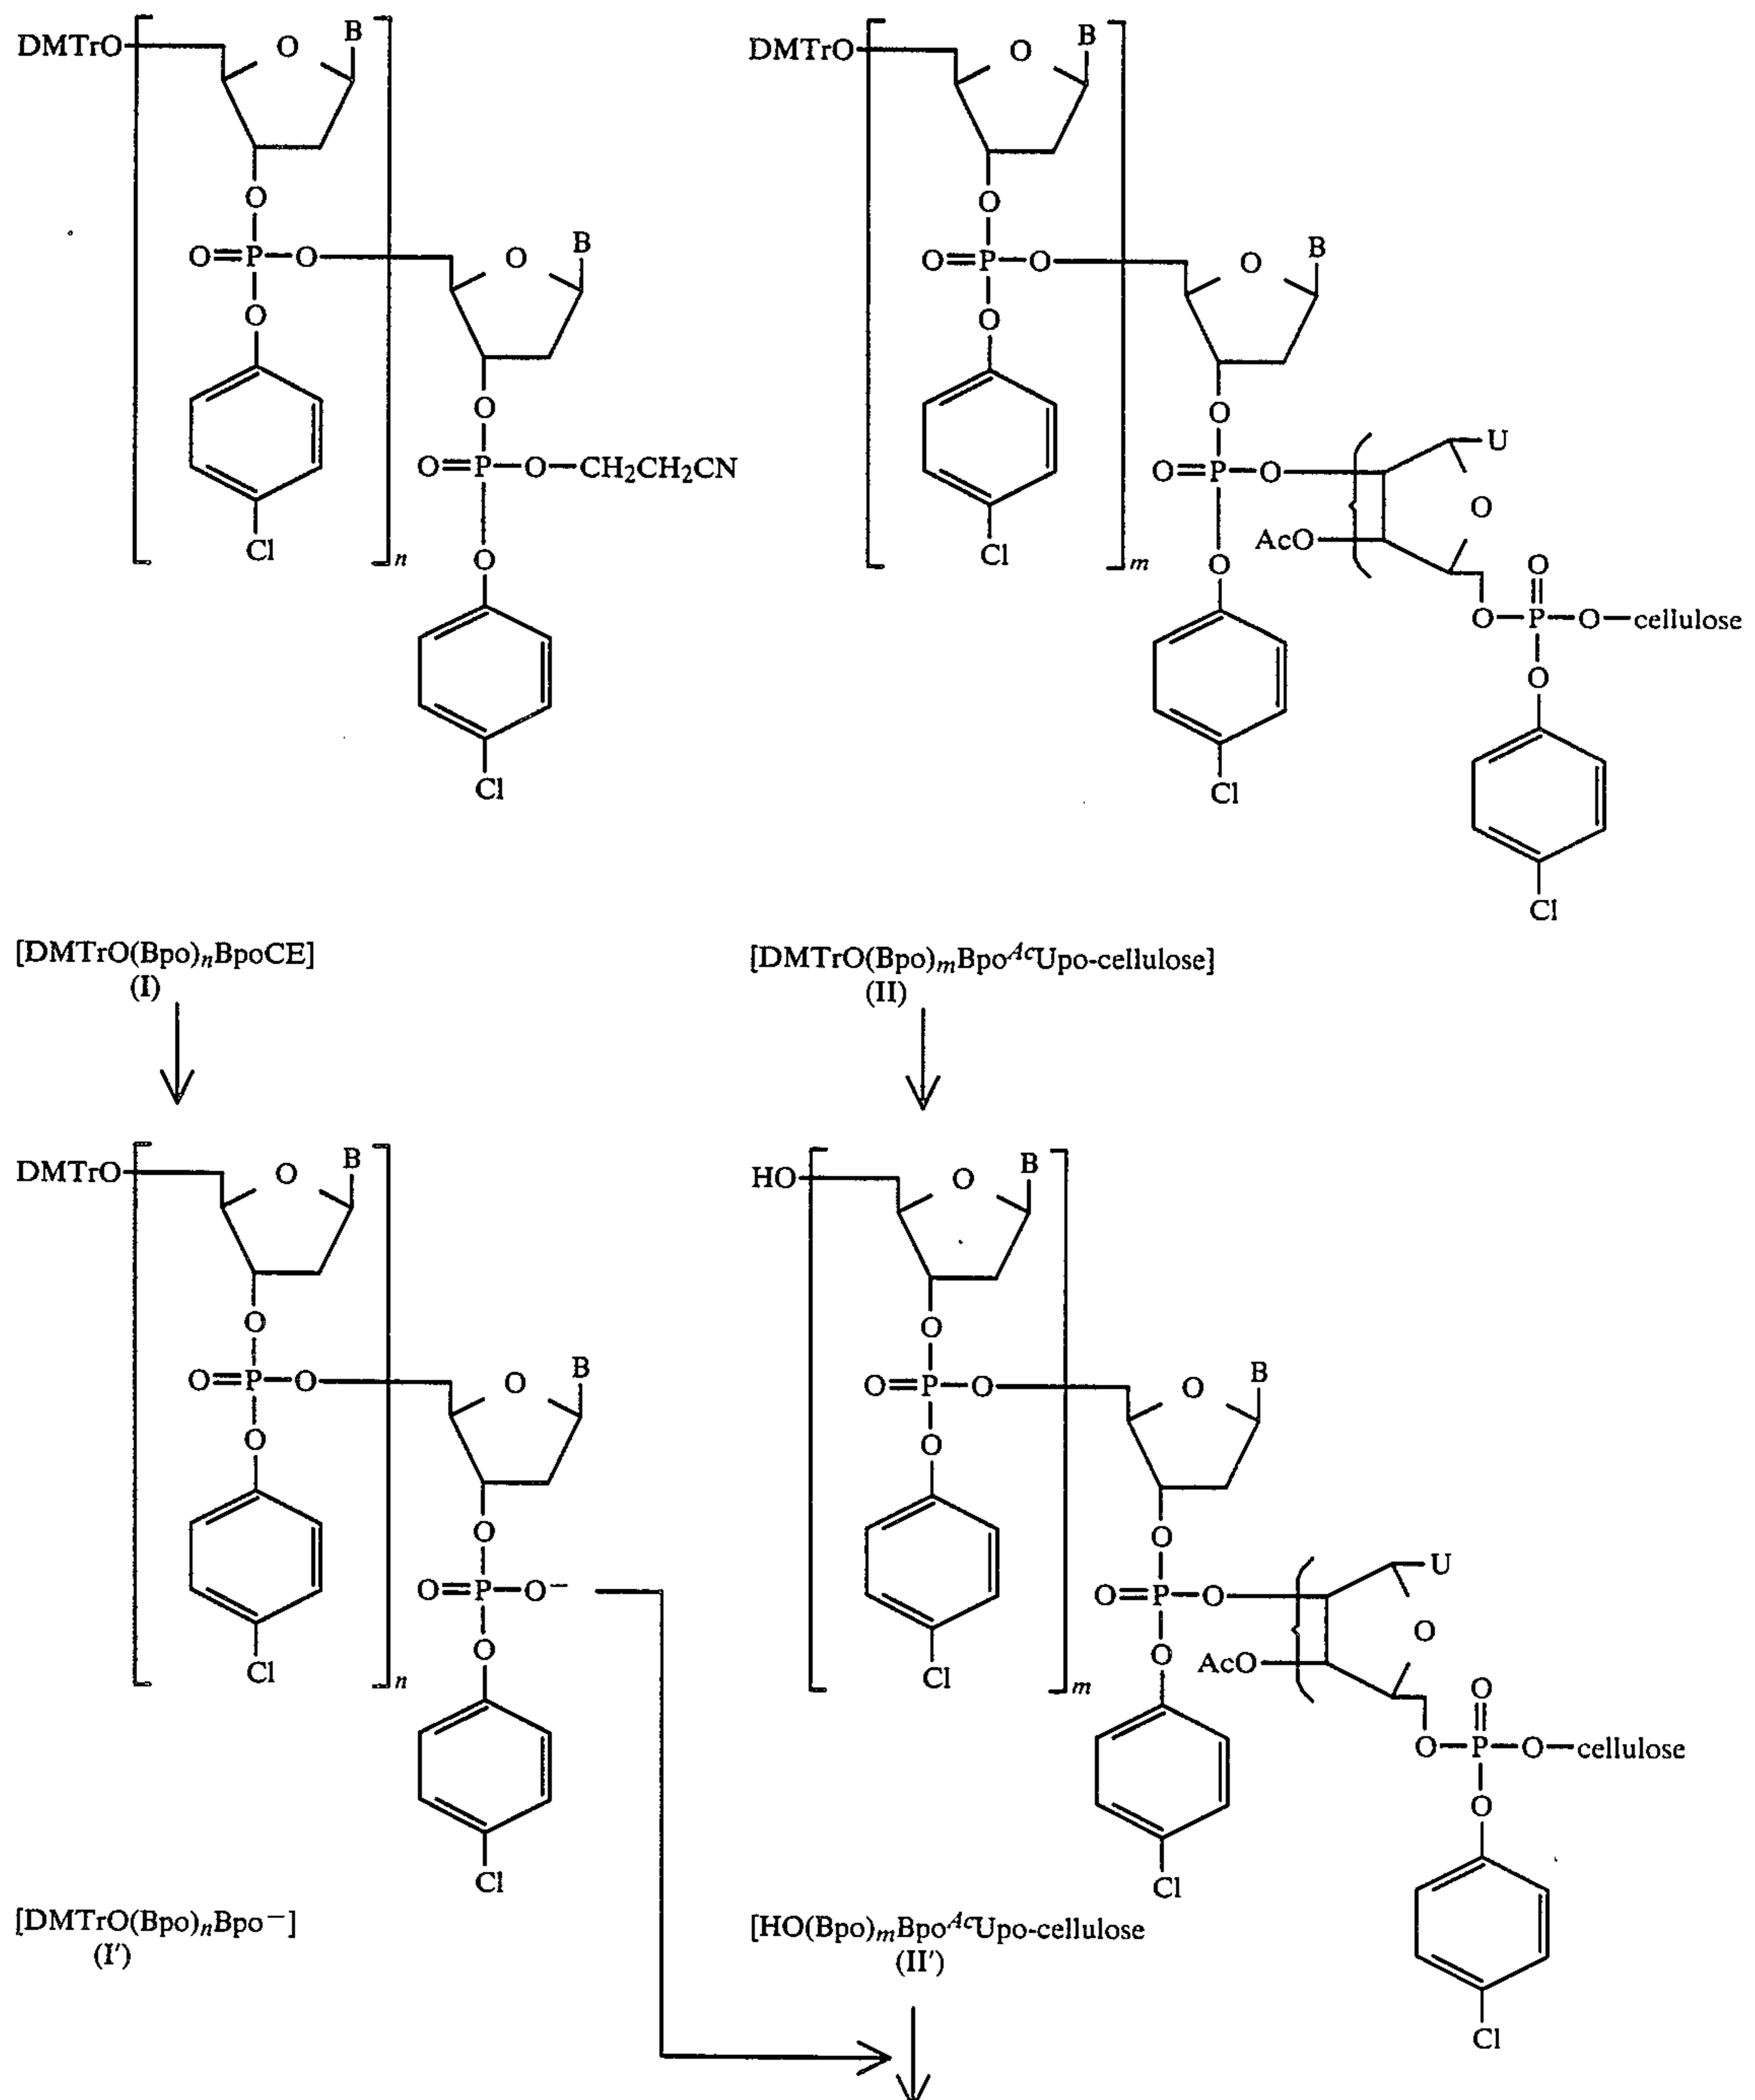 DMTrO O B
O
O=P—O O B
O
O
Cl n
O=P—O—CH₂CH₂CN
O
Cl
DMTrO O B
O
O=P—O O B
O
O
Cl m
O=P—O U
O
AcO
O
O
O—P—O—cellulose
O
Cl
Cl
[DMTrO(Bpo)ₙBpoCE]
(I)
[DMTrO(Bpo)ₘBpo^AcUpo-cellulose]
(II)
DMTrO O B
O
O=P—O O B
O
O
O=P—O⁻
Cl n
O
Cl
HO O B
O
O=P—O O B
O
O
O=P—O U
O
Cl m
O
AcO
O
O—P—O—cellulose
O
Cl
Cl
[DMTrO(Bpo)ₙBpo⁻]
(I')
[HO(Bpo)ₘBpo^AcUpo-cellulose
(II')